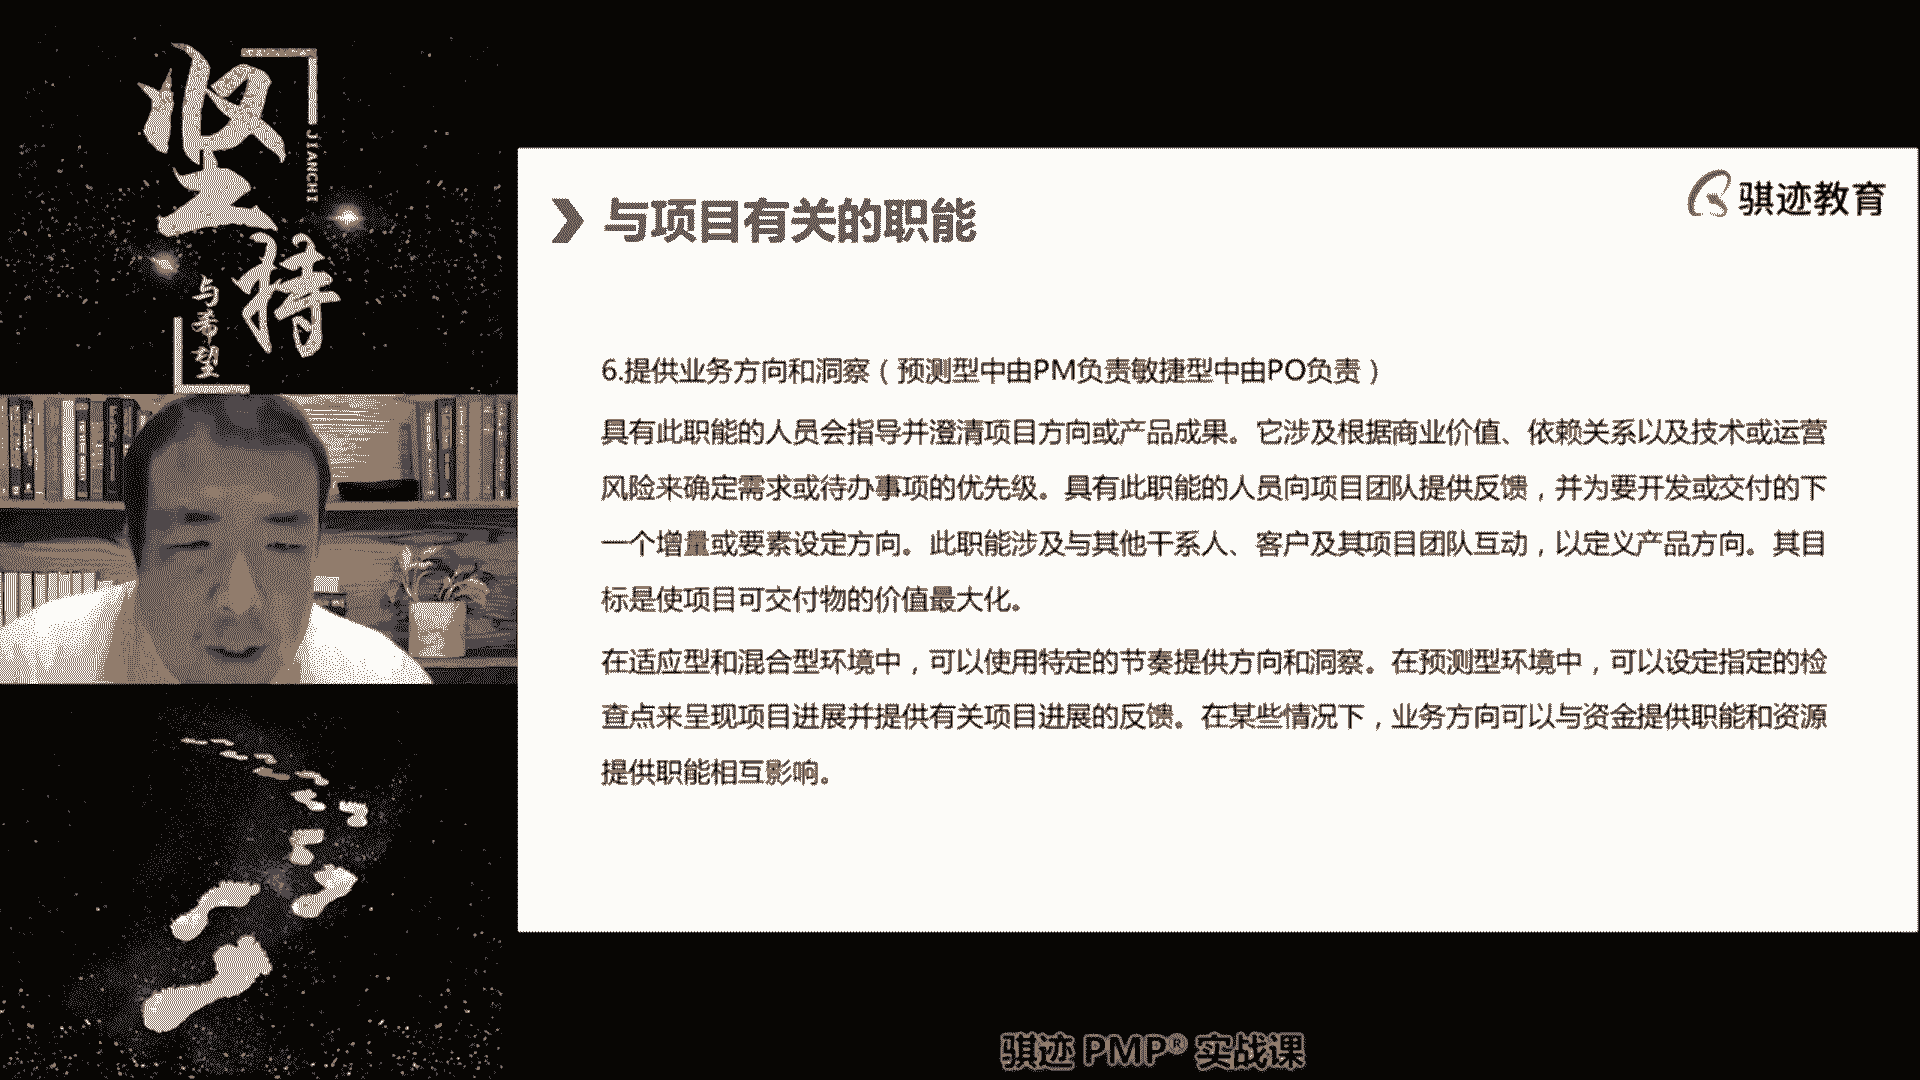 坚持
JIANCHI
与希望
骐迹教育
与项目有关的职能
6.提供业务方向和洞察（预测型中由PM负责敏捷型中由PO负责）
具有此职能的人员会指导并澄清项目方向或产品成果。它涉及根据商业价值、依赖关系以及技术或运营
风险来确定需求或待办事项的优先级。具有此职能的人员向项目团队提供反馈，并为要开发或交付的下
一个增量或要素设定方向。此职能涉及与其他干系人、客户及其项目团队互动，以定义产品方向。其目
标是使项目可交付物的价值最大化。
在适应型和混合型环境中，可以使用特定的节奏提供方向和洞察。在预测型环境中，可以设定指定的检
查点来呈现项目进展并提供有关项目进展的反馈。在某些情况下，业务方向可以与资金提供职能和资源
提供职能相互影响。
骐迹 PMP® 实战课